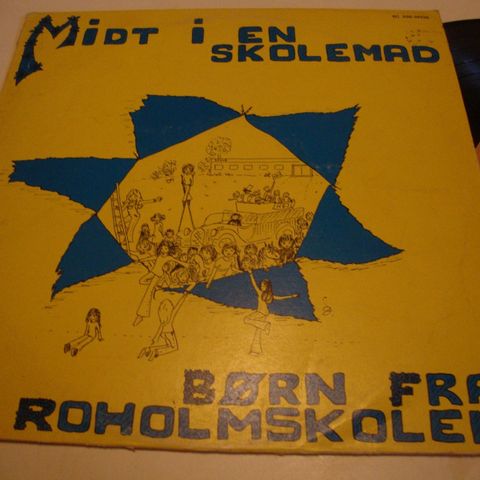 MIDT I EN
SKOLEMAD
BØRN FRA
ROHOLMSKOLEN